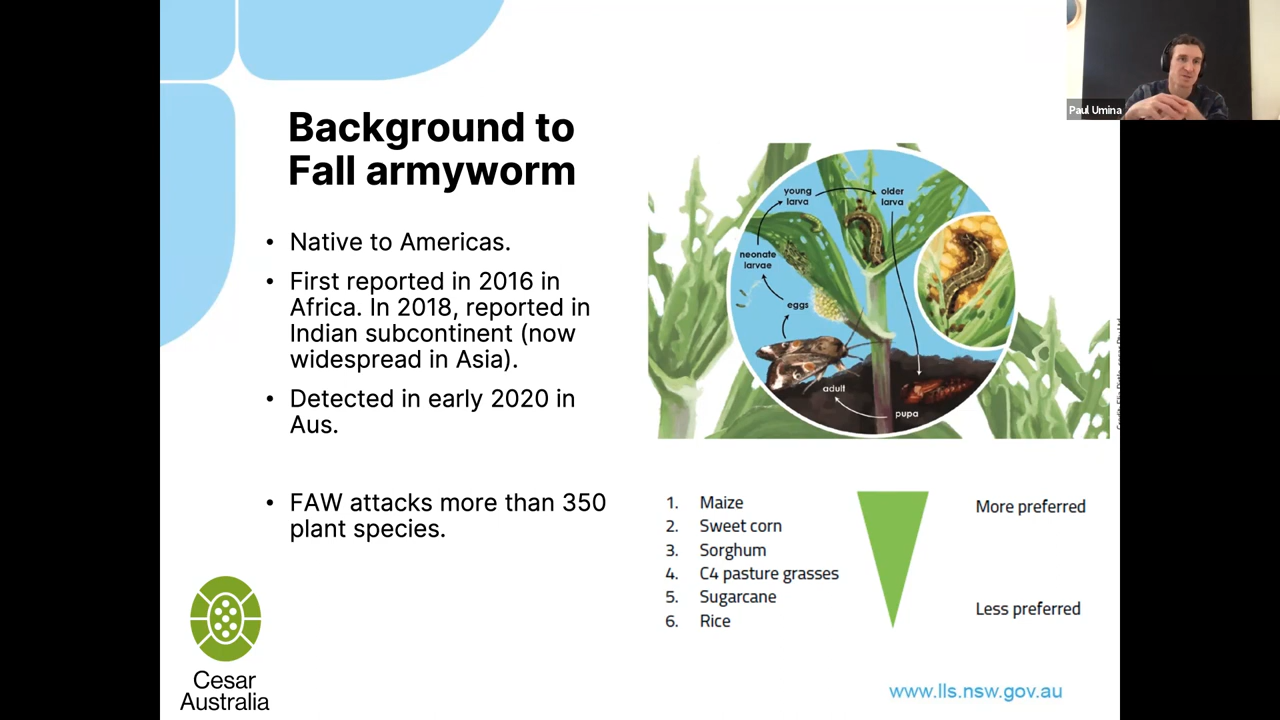 Paul Umina
Background to
Fall armyworm
• Native to Americas.
• First reported in 2016 in
Africa. In 2018, reported in
Indian subcontinent (now
widespread in Asia).
• Detected in early 2020 in
Aus.
• FAW attacks more than 350
plant species.
young
larva
older
larva
neonate
larvae
eggs
adult
pupa
1. Maize
2. Sweet corn
3. Sorghum
4. C4 pasture grasses
5. Sugarcane
6. Rice
More preferred
Less preferred
Cesar
Australia
www.lls.nsw.gov.au